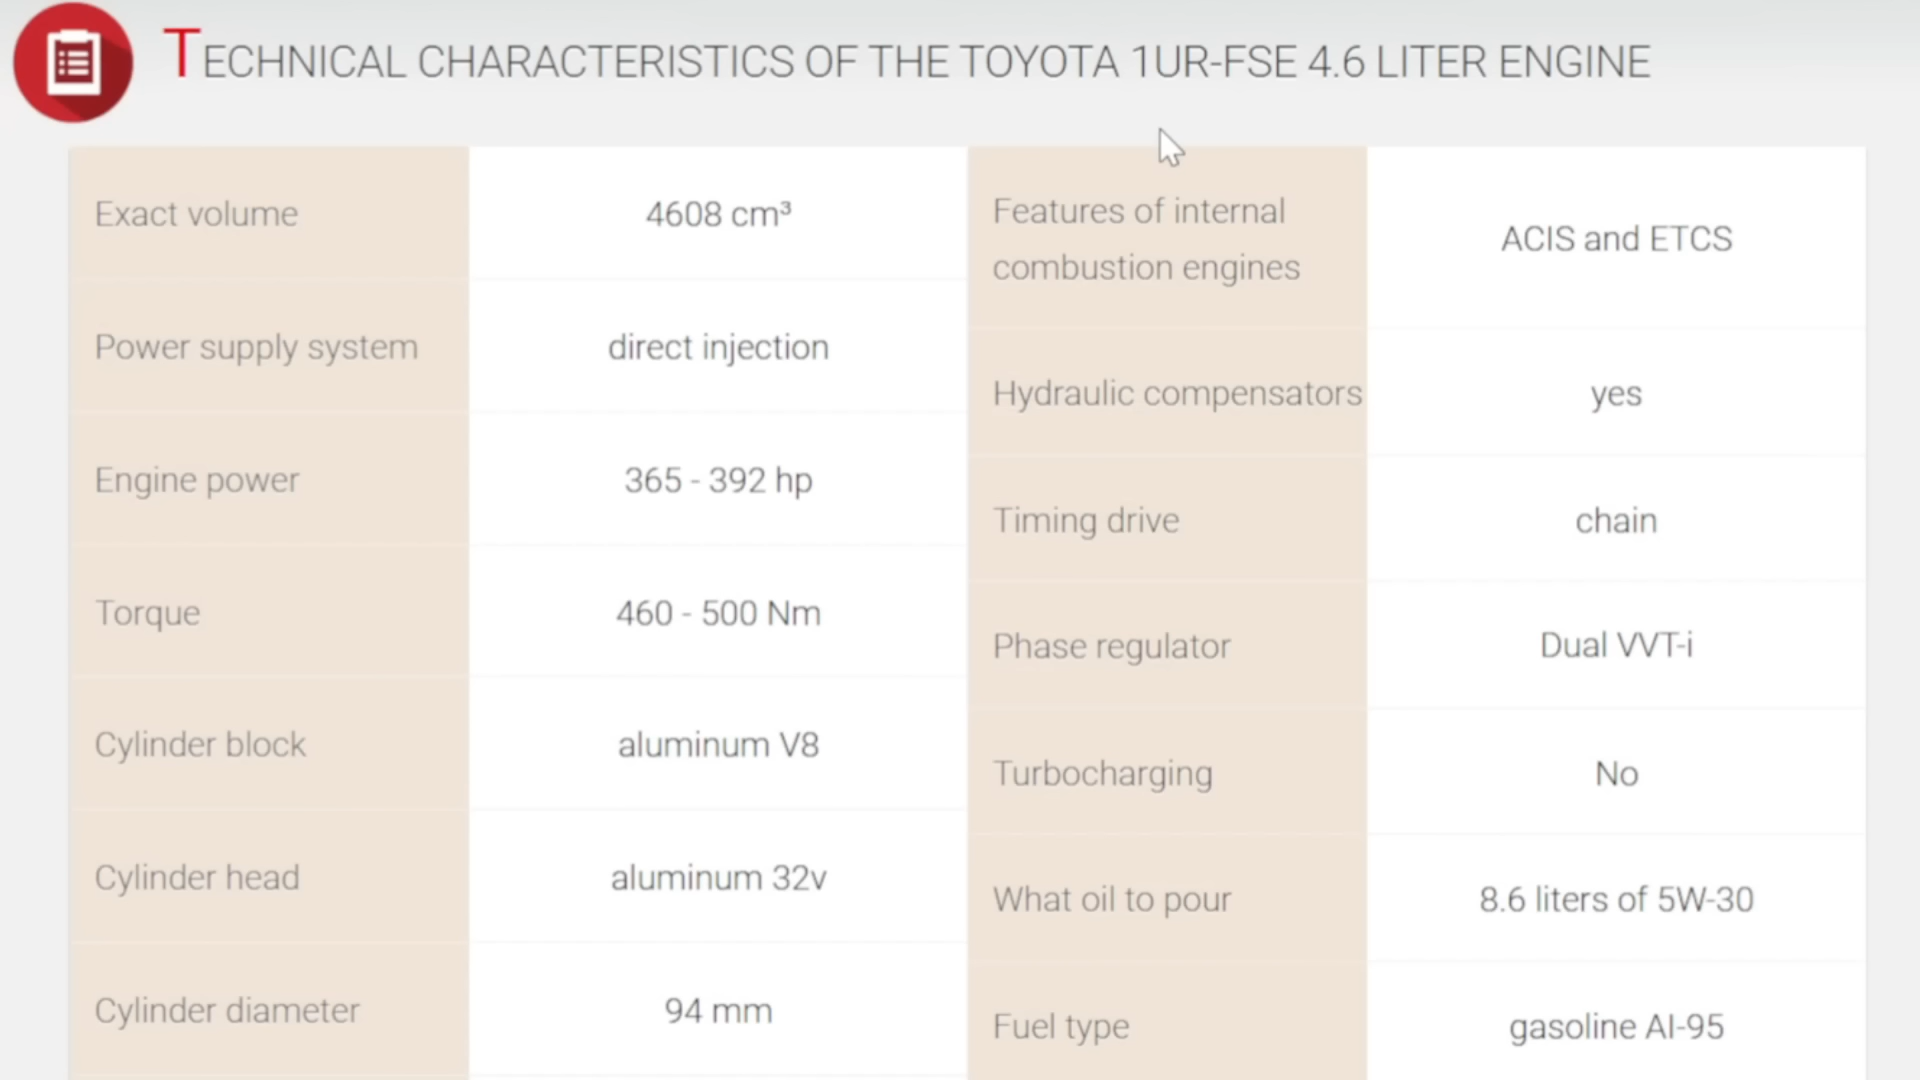 TECHNICAL CHARACTERISTICS OF THE TOYOTA 1UR-FSE 4.6 LITER ENGINE
Exact volume
4608 cm³
Power supply system
direct injection
Engine power
365 - 392 hp
Torque
460 - 500 Nm
Cylinder block
aluminum V8
Cylinder head
aluminum 32v
Cylinder diameter
94 mm
Features of internal
combustion engines
ACIS and ETCS
Hydraulic compensators
yes
Timing drive
chain
Phase regulator
Dual VVT-i
Turbocharging
No
What oil to pour
8.6 liters of 5W-30
Fuel type
gasoline AI-95